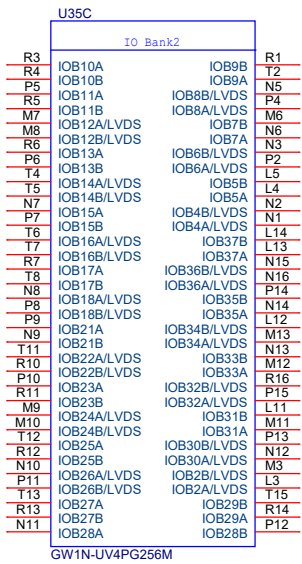 U35C
IO Bank2
R3 IOB10A IOB9B R1
R4 IOB10B IOB9A T2
P5 IOB11A IOB8B/LVDS N5
R5 IOB11B IOB8A/LVDS P4
M7 IOB12A/LVDS IOB7B M6
M8 IOB12B/LVDS IOB7A N6
R6 IOB13A IOB6B/LVDS N3
P6 IOB13B IOB6A/LVDS P2
T4 IOB14A/LVDS IOB5B L5
T5 IOB14B/LVDS IOB5A L4
N7 IOB15A IOB4B/LVDS N2
P7 IOB15B IOB4A/LVDS N1
T6 IOB16A/LVDS IOB37B L14
T7 IOB16B/LVDS IOB37A L13
R7 IOB17A IOB36B/LVDS N15
T8 IOB17B IOB36A/LVDS N16
N8 IOB18A/LVDS IOB35B P14
P8 IOB18B/LVDS IOB35A N14
P9 IOB21A IOB34B/LVDS L12
N9 IOB21B IOB34A/LVDS M13
T11 IOB22A/LVDS IOB33B N13
R10 IOB22B/LVDS IOB33A M12
P10 IOB23A IOB32B/LVDS R16
R11 IOB23B IOB32A/LVDS P15
M9 IOB24A/LVDS IOB31B L11
M10 IOB24B/LVDS IOB31A M11
T12 IOB25A IOB30B/LVDS P13
R12 IOB25B IOB30A/LVDS N12
N10 IOB26A/LVDS IOB2B/LVDS M3
P11 IOB26B/LVDS IOB2A/LVDS L3
T13 IOB27A IOB29B T15
R13 IOB27B IOB29A R14
N11 IOB28A IOB28B P12
GW1N-UV4PG256M